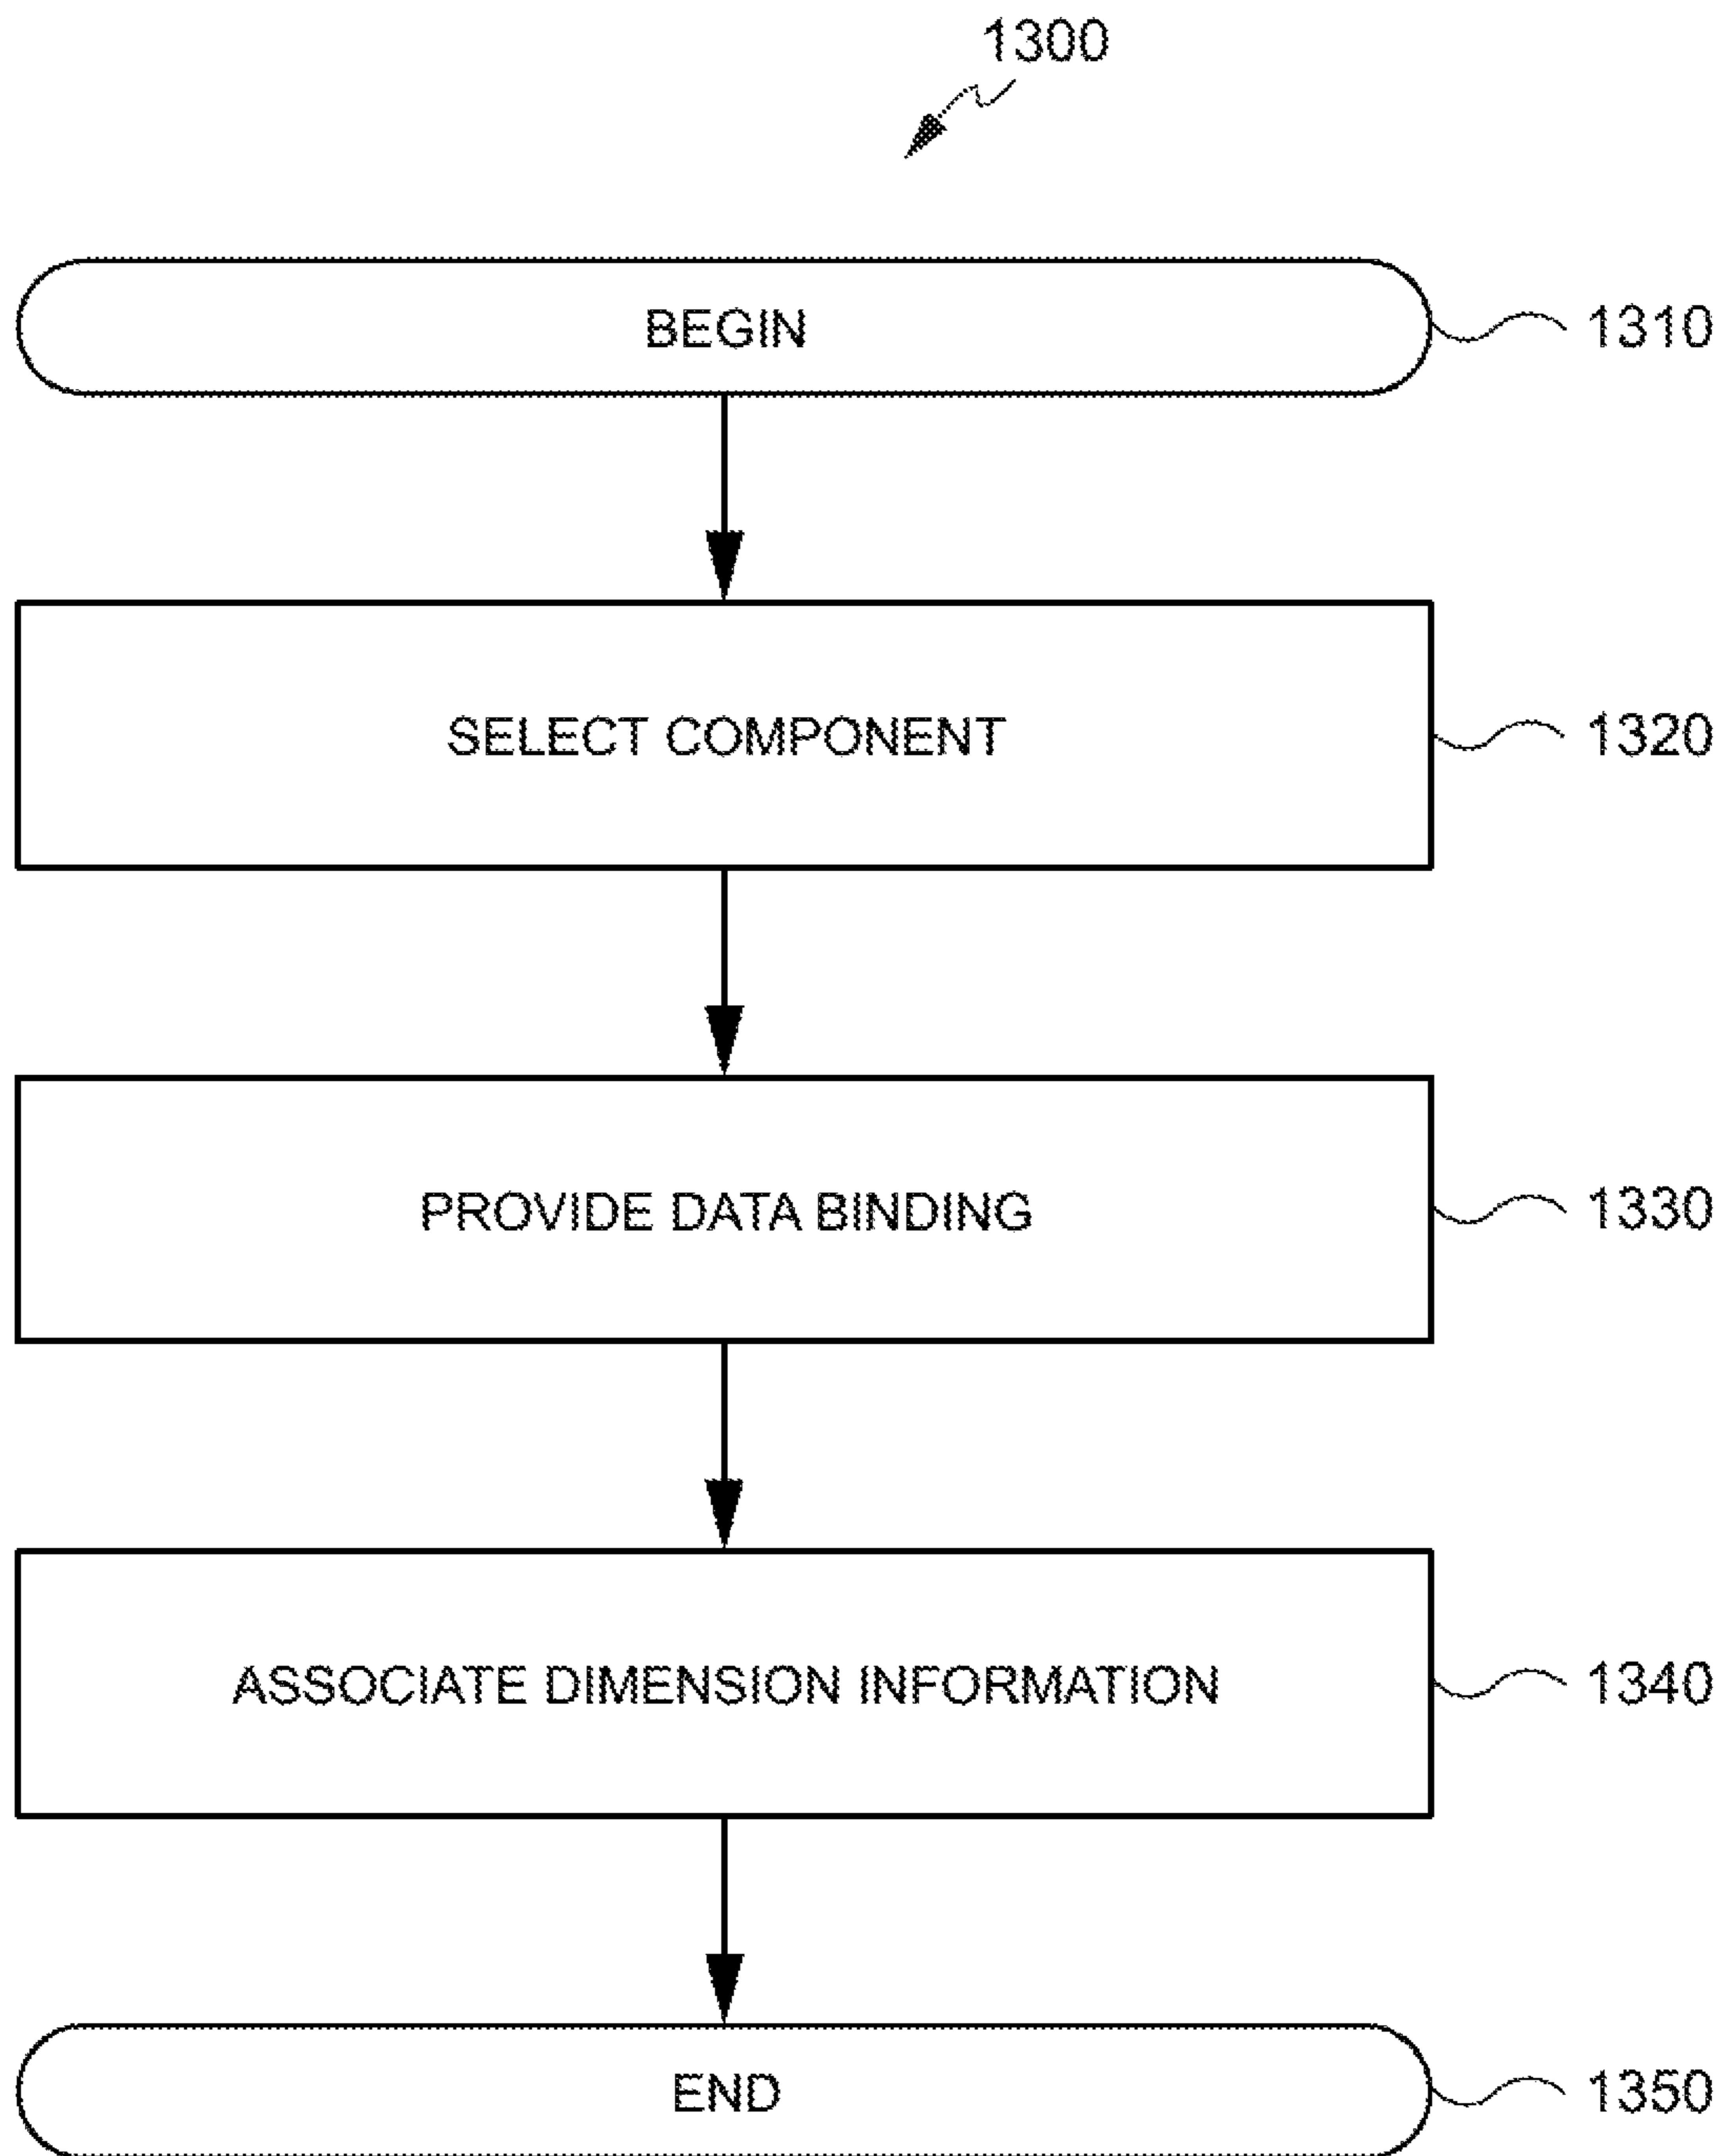 1300
BEGIN
1310
SELECT COMPONENT
1320
PROVIDE DATA BINDING
1330
ASSOCIATE DIMENSION INFORMATION
1340
END
1350